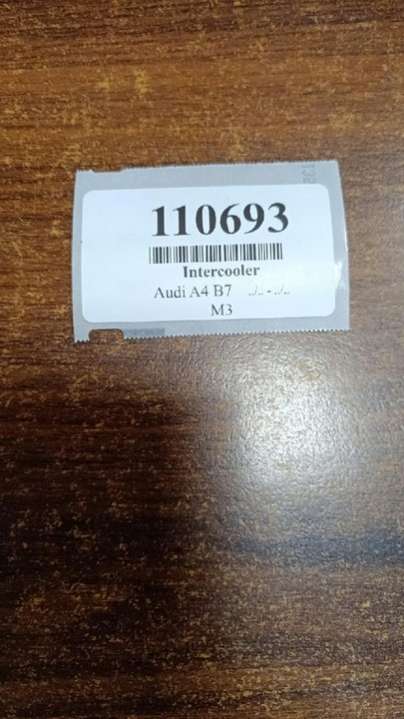 110693
Intercooler
Audi A4 B7 ../.. - ../..
M3